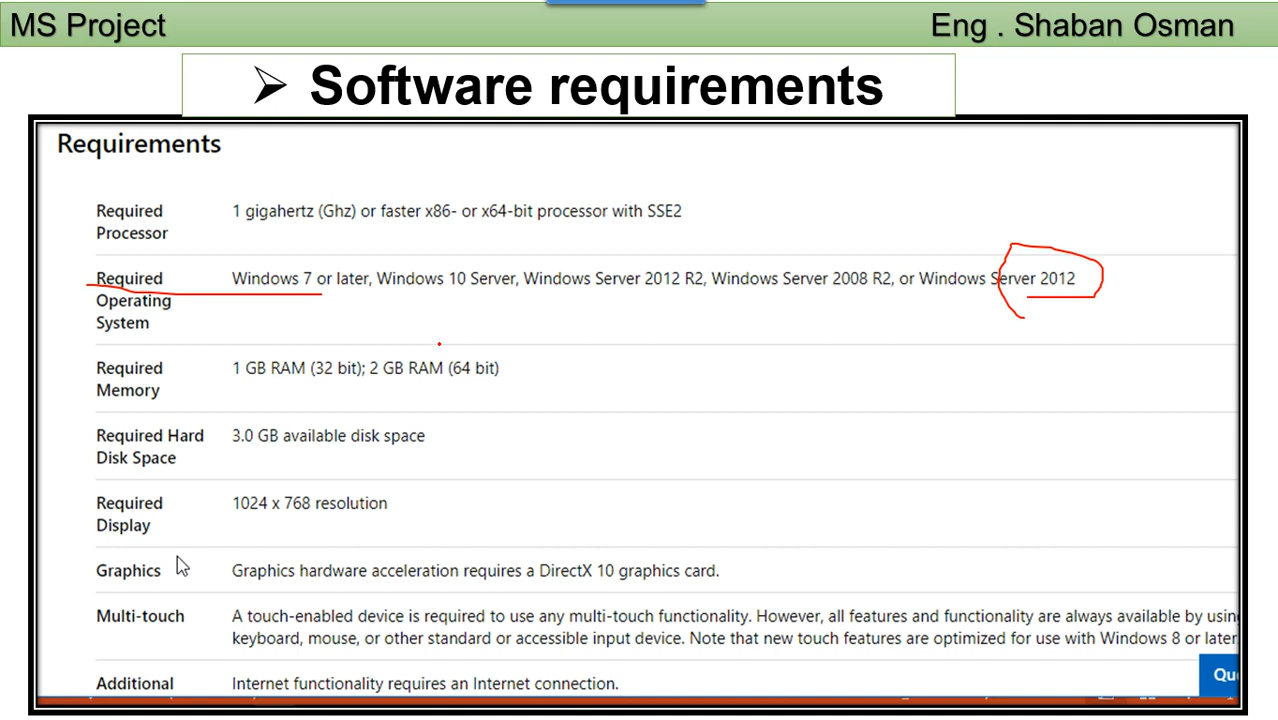 MS Project
Eng . Shaban Osman
Software requirements
Requirements
Required Processor
1 gigahertz (Ghz) or faster x86- or x64-bit processor with SSE2
Required Operating System
Windows 7 or later, Windows 10 Server, Windows Server 2012 R2, Windows Server 2008 R2, or Windows Server 2012
Required Memory
1 GB RAM (32 bit); 2 GB RAM (64 bit)
Required Hard Disk Space
3.0 GB available disk space
Required Display
1024 x 768 resolution
Graphics
Graphics hardware acceleration requires a DirectX 10 graphics card.
Multi-touch
A touch-enabled device is required to use any multi-touch functionality. However, all features and functionality are always available by
keyboard, mouse, or other standard or accessible input device. Note that new touch features are optimized for use with Windows 8 or later
Additional
Internet functionality requires an Internet connection.